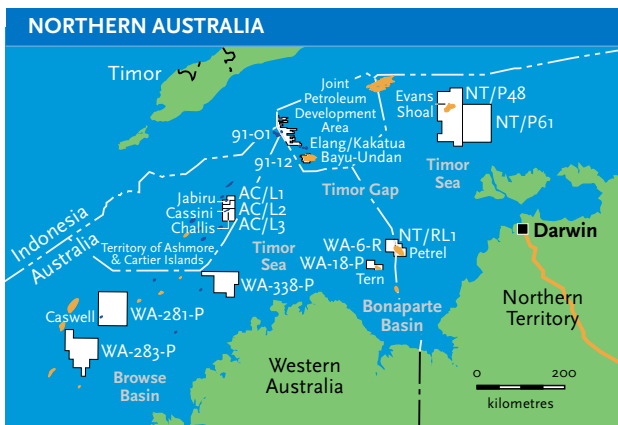 NORTHERN AUSTRALIA
Timor
Joint
Petroleum
Development
Area
Evans
Shoal
NT/P48
NT/P61
91-01
Elang/Kakatua
91-12
Bayu-Undan
Timor
Sea
Timor Gap
Jabiru
AC/L1
Cassini
AC/L2
Challis
AC/L3
Indonesia
Australia
Territory of Ashmore
& Cartier Islands
Timor
Sea
WA-6-R
NT/RL1
Petrel
WA-18-P
Tern
Darwin
WA-338-P
Caswell
WA-281-P
Bonaparte
Basin
Northern
Territory
WA-283-P
Browse
Basin
Western
Australia
0
200
kilometres